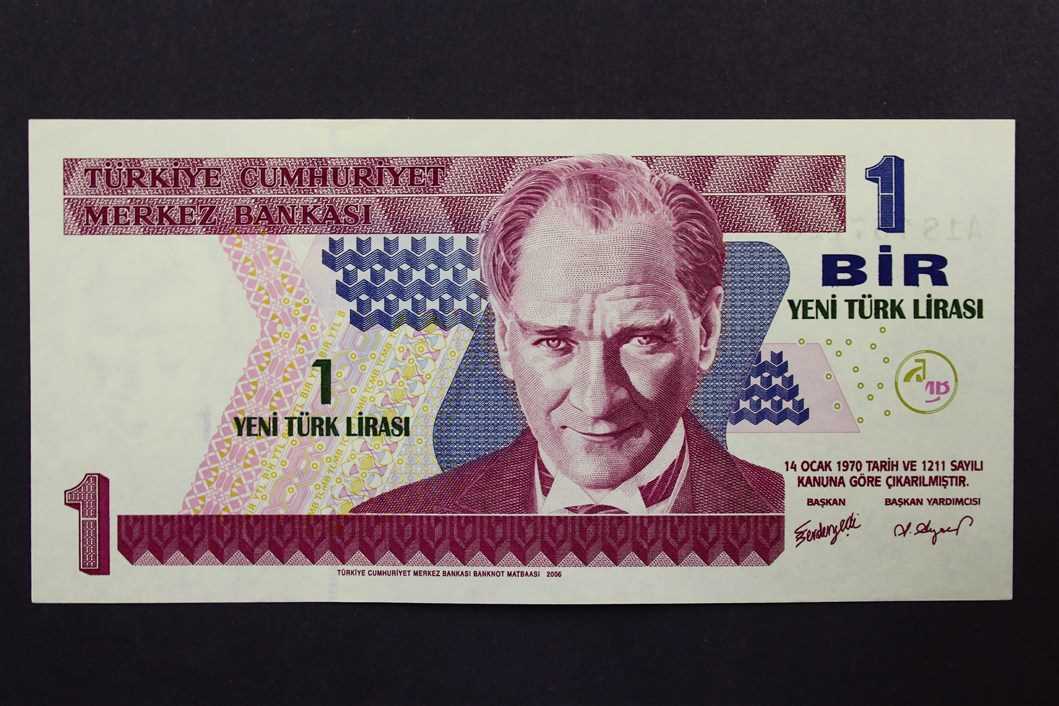 TÜRKİYE CUMHURİYET
MERKEZ BANKASI
1
BİR
YENİ TÜRK LİRASI
1
YENİ TÜRK LİRASI
14 OCAK 1970 TARİH VE 1211 SAYILI
KANUNA GÖRE ÇIKARILMIŞTIR.
BAŞKAN BAŞKAN YARDIMCISI
1
TÜRKİYE CUMHURİYET MERKEZ BANKASI BANKNOT MATBAASI 2006